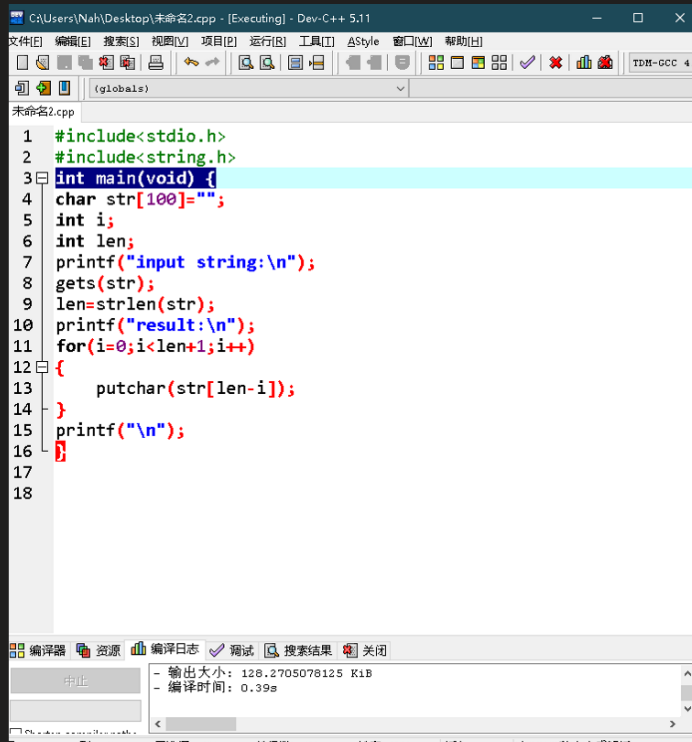 C:\Users\Nah\Desktop\未命名2.cpp - [Executing] - Dev-C++ 5.11
文件[F] 编辑[E] 搜索[S] 视图[V] 项目[P] 运行[R] 工具[T] AStyle 窗口[W] 帮助[H]
TDM-GCC 4
(globals)
未命名2.cpp
1 #include<stdio.h>
2 #include<string.h>
3 int main(void) {
4 char str[100]="";
5 int i;
6 int len;
7 printf("input string:\n");
8 gets(str);
9 len=strlen(str);
10 printf("result:\n");
11 for(i=0;i<len+1;i++)
12 {
13 putchar(str[len-i]);
14 }
15 printf("\n");
16 }
17
18
编译器 资源 编译日志 调试 搜索结果 关闭
中止
- 输出大小: 128.2705078125 KiB
- 编译时间: 0.39s